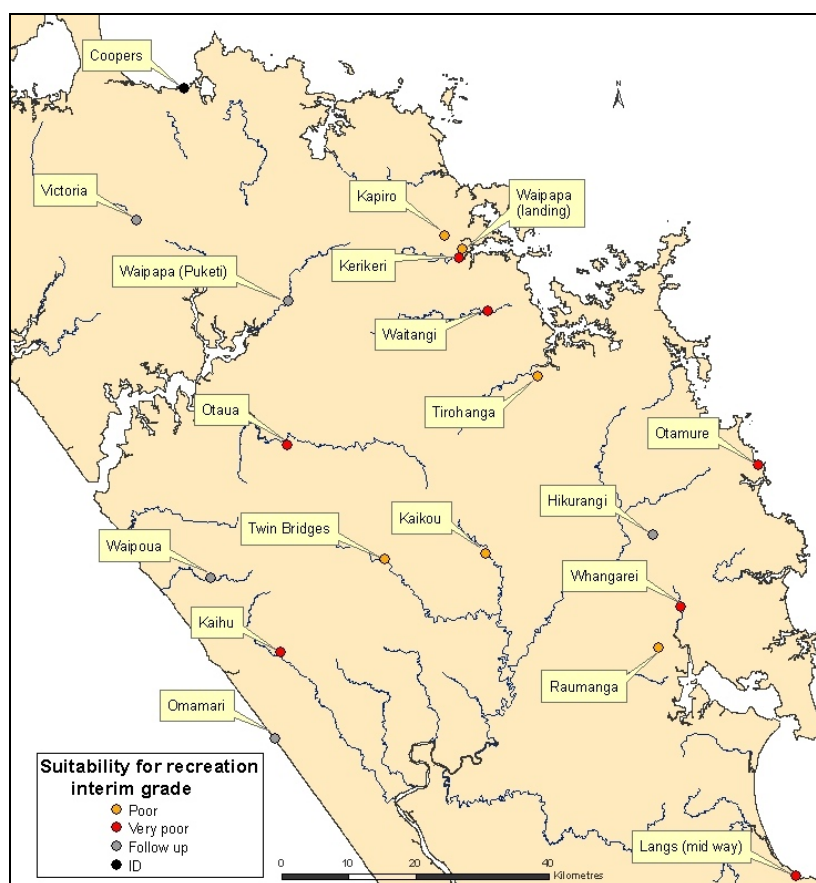 Coopers
N
Victoria
Kapiro
Waipapa
(landing)
Kerikeri
Waipapa (Puketi)
Waitangi
Tirohanga
Otaua
Otamure
Hikurangi
Twin Bridges
Kaikou
Waipoua
Whangarei
Kaihu
Raumanga
Omamari
Suitability for recreation
interim grade
Poor
Very poor
Follow up
ID
Langs (mid way)
0 10 20 40
Kilometres